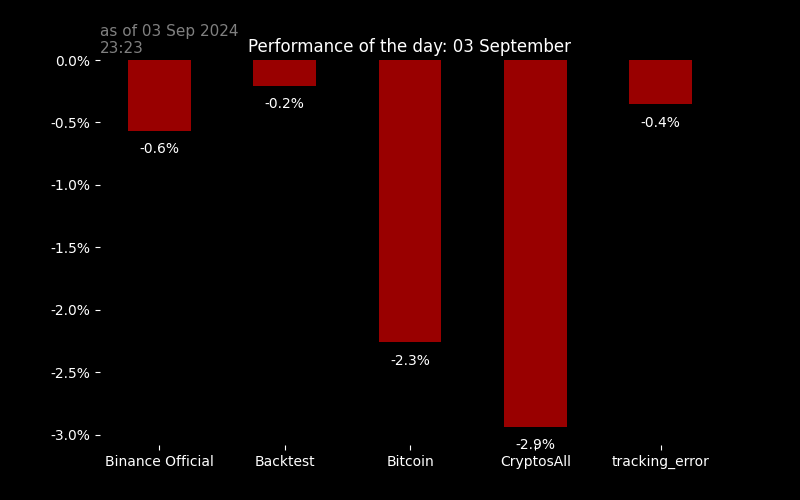 as of 03 Sep 2024
23:23
Performance of the day: 03 September
0.0%
-0.5%
-1.0%
-1.5%
-2.0%
-2.5%
-3.0%
-0.6%
-0.2%
-2.3%
-2.9%
-0.4%
Binance Official
Backtest
Bitcoin
CryptosAll
tracking_error